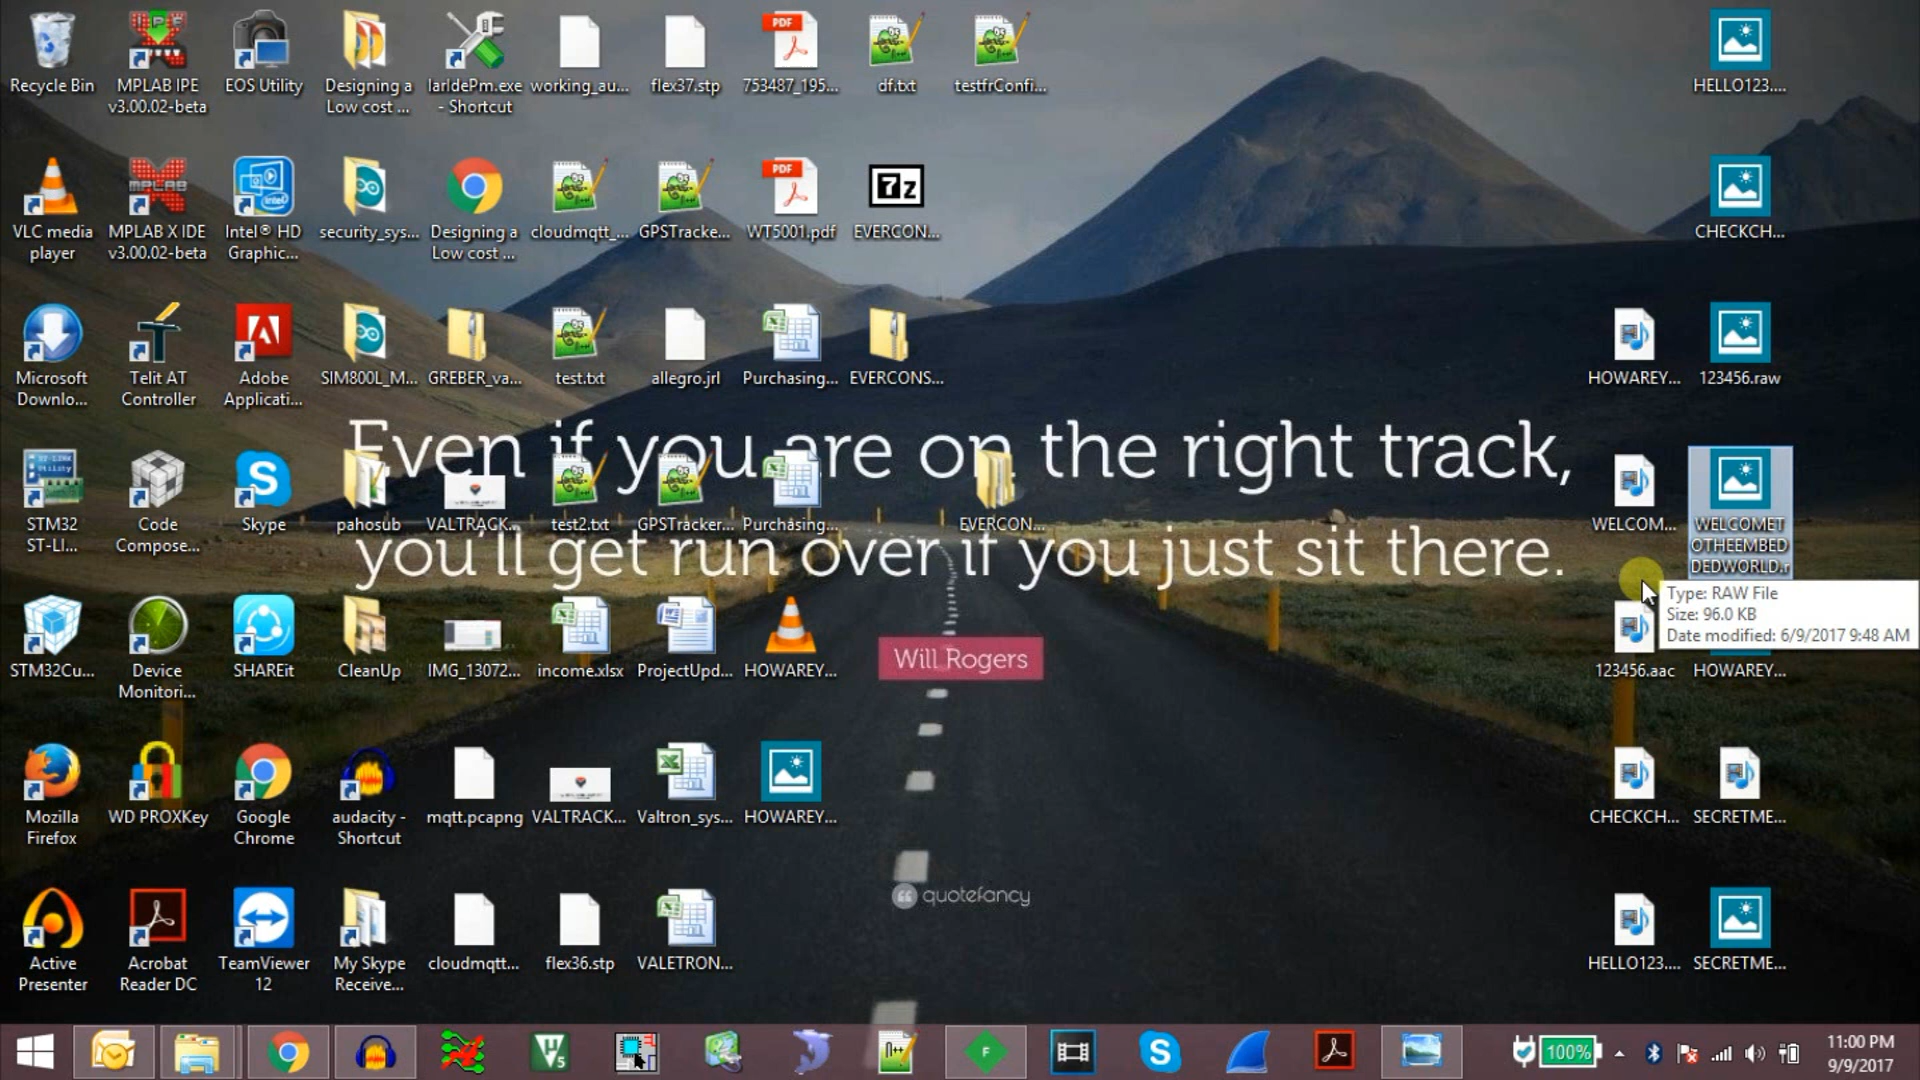 Recycle Bin
MPLAB IPE
v3.00.02-beta
EOS Utility
Designing a
Low cost ...
IarIdePm.exe
- Shortcut
working_au...
flex37.stp
PDF
753487_195...
df.txt
testfrConfi...
HELLO123....
VLC media
player
MPLAB
MPLAB X IDE
v3.00.02-beta
Intel® HD
Graphic...
security_sys...
Designing a
Low cost ...
cloudmqtt_...
GPSTracke...
PDF
WT5001.pdf
7z
EVERCON...
CHECKCH...
Microsoft
Downlo...
Telit AT
Controller
Adobe
Applicati...
SIM800L_M...
GREBER_va...
test.txt
allegro.jrl
Purchasing...
EVERCONS...
HOWAREY...
123456.raw
Even if you are on the right track,
you'll get run over if you just sit there.
Will Rogers
quotefancy
STM32
ST-LI...
Code
Compose...
Skype
pahosub
VALTRACK...
test2.txt
GPSTracker...
Purchasing...
EVERCON...
WELCOM...
WELCOMET
OTHEEMBED
DEDWORLD.r
Type: RAW File
Size: 96.0 KB
Date modified: 6/9/2017 9:48 AM
STM32Cu...
Device
Monitori...
SHAREit
CleanUp
IMG_13072...
income.xlsx
ProjectUpd...
HOWAREY...
123456.aac
HOWAREY...
Mozilla
Firefox
WD PROXKey
Google
Chrome
audacity -
Shortcut
mqtt.pcapng
VALTRACK...
Valtron_sys...
HOWAREY...
CHECKCH...
SECRETME...
Active
Presenter
Acrobat
Reader DC
TeamViewer
12
My Skype
Receive...
cloudmqtt...
flex36.stp
VALETRON...
HELLO123....
SECRETME...
100%
11:00 PM
9/9/2017